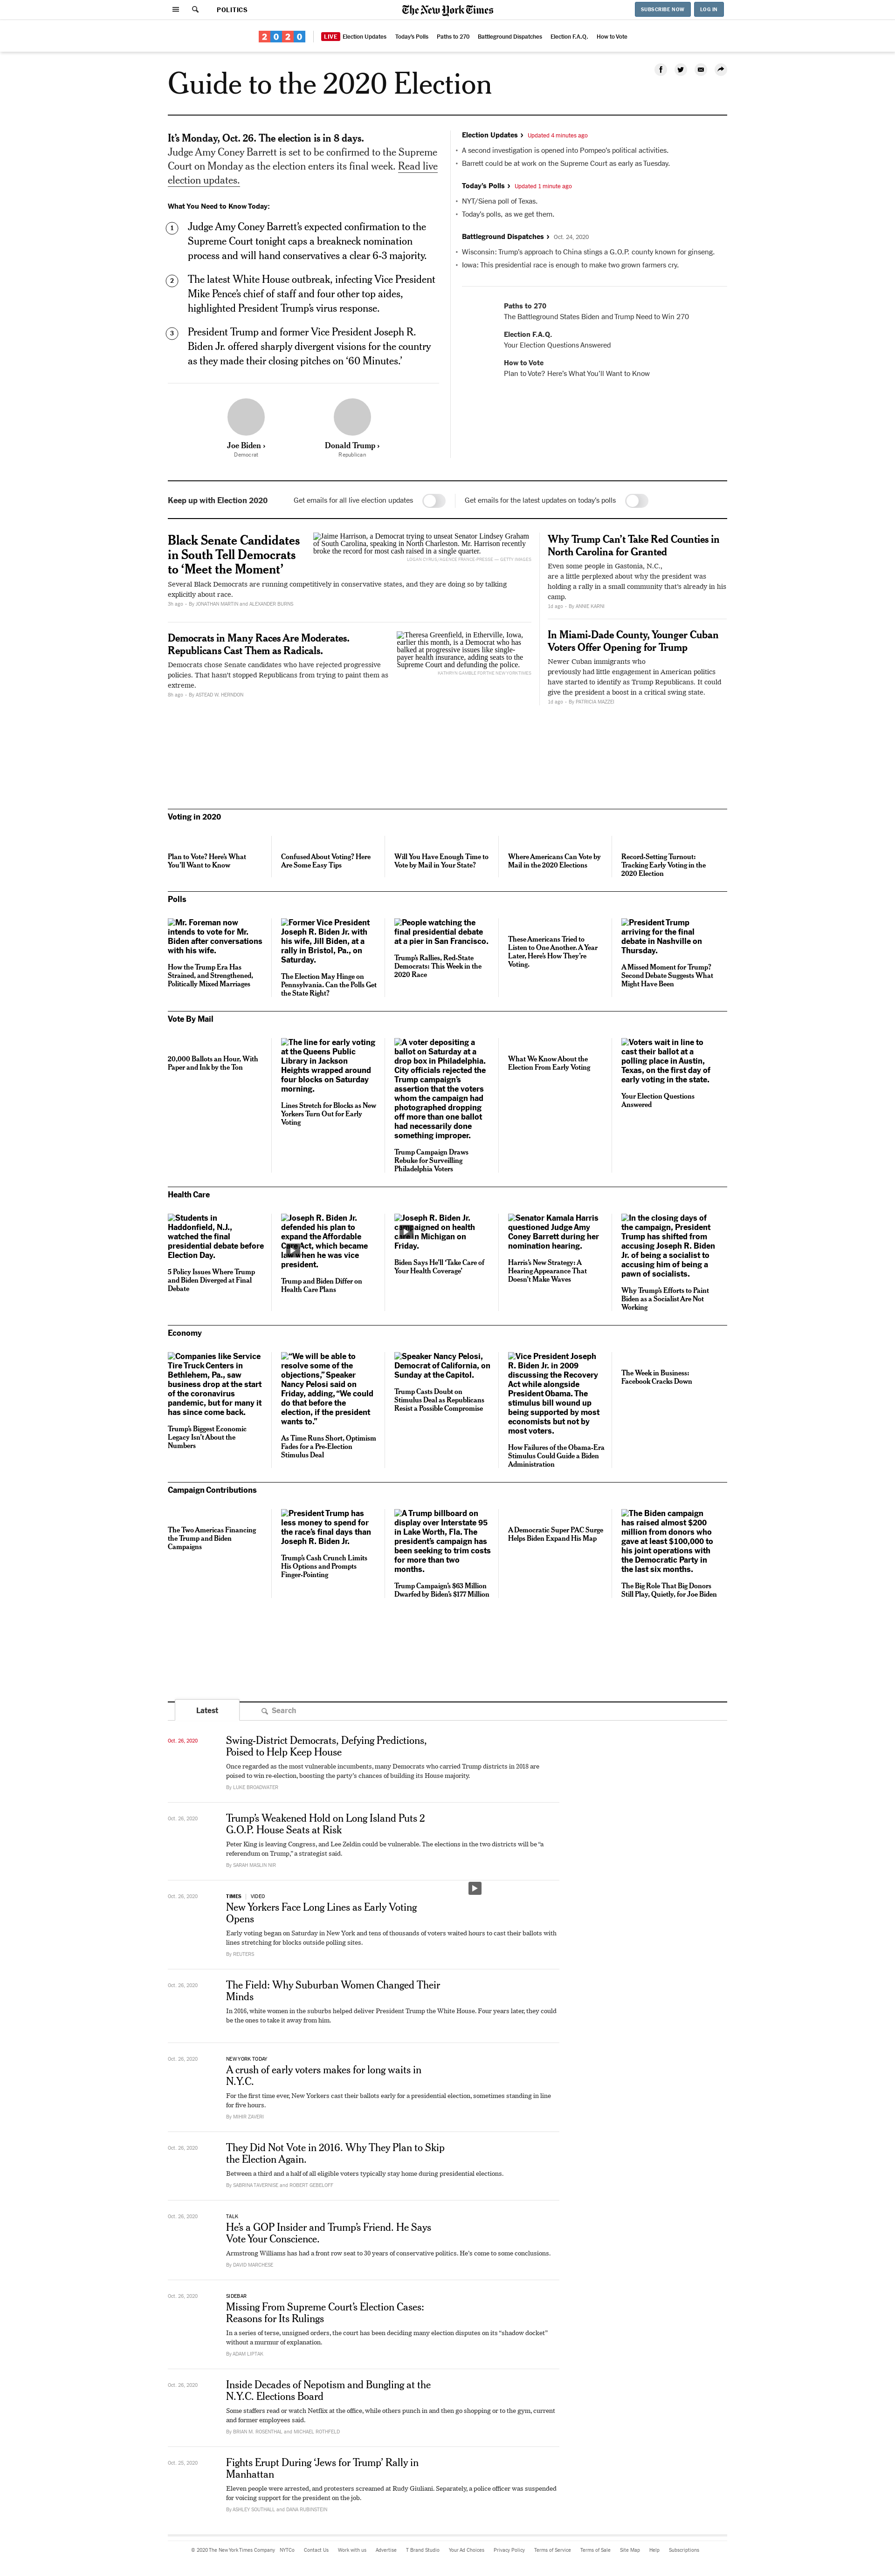 POLITICS
The New York Times
SUBSCRIBE NOW
LOG IN
2020
LIVE Election Updates
Today's Polls
Paths to 270
Battleground Dispatches
Election F.A.Q.
How to Vote
Guide to the 2020 Election
It's Monday, Oct. 26. The election is in 8 days.
Judge Amy Coney Barrett is set to be confirmed to the Supreme
Court on Monday as the election enters its final week. Read live
election updates.
What You Need to Know Today:
1
Judge Amy Coney Barrett's expected confirmation to the
Supreme Court tonight caps a breakneck nomination
process and will hand conservatives a clear 6-3 majority.
2
The latest White House outbreak, infecting Vice President
Mike Pence's chief of staff and four other top aides,
highlighted President Trump's virus response.
3
President Trump and former Vice President Joseph R.
Biden Jr. offered sharply divergent visions for the country
as they made their closing pitches on '60 Minutes.'
Joe Biden ›
Democrat
Donald Trump ›
Republican
Election Updates › Updated 4 minutes ago
• A second investigation is opened into Pompeo's political activities.
• Barrett could be at work on the Supreme Court as early as Tuesday.
Today's Polls › Updated 1 minute ago
• NYT/Siena poll of Texas.
• Today's polls, as we get them.
Battleground Dispatches › Oct. 24, 2020
• Wisconsin: Trump's approach to China stings a G.O.P. county known for ginseng.
• Iowa: This presidential race is enough to make two grown farmers cry.
Paths to 270
The Battleground States Biden and Trump Need to Win 270
Election F.A.Q.
Your Election Questions Answered
How to Vote
Plan to Vote? Here's What You'll Want to Know
Keep up with Election 2020
Get emails for all live election updates
Get emails for the latest updates on today's polls
Black Senate Candidates
in South Tell Democrats
to 'Meet the Moment'
Jaime Harrison, a Democrat trying to unseat Senator Lindsey Graham
of South Carolina, speaking in North Charleston. Mr. Harrison recently
broke the record for most cash raised in a single quarter.
LOGAN CYRUS/AGENCE FRANCE-PRESSE — GETTY IMAGES
Several Black Democrats are running competitively in conservative states, and they are doing so by talking
explicitly about race.
3h ago – By JONATHAN MARTIN and ALEXANDER BURNS
Democrats in Many Races Are Moderates.
Republicans Cast Them as Radicals.
Democrats chose Senate candidates who have rejected progressive
policies. That hasn't stopped Republicans from trying to paint them as
extreme.
8h ago – By ASTEAD W. HERNDON
Theresa Greenfield, in Etherville, Iowa,
earlier this month, is a Democrat who has
balked at progressive issues like single-
payer health insurance, adding seats to the
Supreme Court and defunding the police.
KATHRYN GAMBLE FOR THE NEW YORK TIMES
Why Trump Can't Take Red Counties in
North Carolina for Granted
Even some people in Gastonia, N.C.,
are a little perplexed about why the president was
holding a rally in a small community that's already in his
camp.
1d ago – By ANNIE KARNI
In Miami-Dade County, Younger Cuban
Voters Offer Opening for Trump
Newer Cuban immigrants who
previously had little engagement in American politics
have started to identify as Trump Republicans. It could
give the president a boost in a critical swing state.
1d ago – By PATRICIA MAZZEI
Voting in 2020
Plan to Vote? Here's What
You'll Want to Know
Confused About Voting? Here
Are Some Easy Tips
Will You Have Enough Time to
Vote by Mail in Your State?
Where Americans Can Vote by
Mail in the 2020 Elections
Record-Setting Turnout:
Tracking Early Voting in the
2020 Election
Polls
Mr. Foreman now
intends to vote for Mr.
Biden after conversations
with his wife.
How the Trump Era Has
Strained, and Strengthened,
Politically Mixed Marriages
Former Vice President
Joseph R. Biden Jr. with
his wife, Jill Biden, at a
rally in Bristol, Pa., on
Saturday.
The Election May Hinge on
Pennsylvania. Can the Polls Get
the State Right?
People watching the
final presidential debate
at a pier in San Francisco.
Trump's Rallies, Red-State
Democrats: This Week in the
2020 Race
These Americans Tried to
Listen to One Another. A Year
Later, Here's How They're
Voting.
President Trump
arriving for the final
debate in Nashville on
Thursday.
A Missed Moment for Trump?
Second Debate Suggests What
Might Have Been
Vote By Mail
20,000 Ballots an Hour, With
Paper and Ink by the Ton
The line for early voting
at the Queens Public
Library in Jackson
Heights wrapped around
four blocks on Saturday
morning.
Lines Stretch for Blocks as New
Yorkers Turn Out for Early
Voting
A voter depositing a
ballot on Saturday at a
drop box in Philadelphia.
City officials rejected the
Trump campaign's
assertion that the voters
whom the campaign had
photographed dropping
off more than one ballot
had necessarily done
something improper.
Trump Campaign Draws
Rebuke for Surveilling
Philadelphia Voters
What We Know About the
Election From Early Voting
Voters wait in line to
cast their ballot at a
polling place in Austin,
Texas, on the first day of
early voting in the state.
Your Election Questions
Answered
Health Care
Students in
Haddonfield, N.J.,
watched the final
presidential debate before
Election Day.
5 Policy Issues Where Trump
and Biden Diverged at Final
Debate
Joseph R. Biden Jr.
defended his plan to
expand the Affordable
Care Act, which became
law when he was vice
president.
Trump and Biden Differ on
Health Care Plans
Joseph R. Biden Jr.
campaigned on health
care in Michigan on
Friday.
Biden Says He'll 'Take Care of
Your Health Coverage'
Senator Kamala Harris
questioned Judge Amy
Coney Barrett during her
nomination hearing.
Harris's New Strategy: A
Hearing Appearance That
Doesn't Make Waves
In the closing days of
the campaign, President
Trump has shifted from
accusing Joseph R. Biden
Jr. of being a socialist to
accusing him of being a
pawn of socialists.
Why Trump's Efforts to Paint
Biden as a Socialist Are Not
Working
Economy
Companies like Service
Tire Truck Centers in
Bethlehem, Pa., saw
business drop at the start
of the coronavirus
pandemic, but for many it
has since come back.
Trump's Biggest Economic
Legacy Isn't About the
Numbers
“We will be able to
resolve some of the
objections,” Speaker
Nancy Pelosi said on
Friday, adding, “We could
do that before the
election, if the president
wants to.”
As Time Runs Short, Optimism
Fades for a Pre-Election
Stimulus Deal
Speaker Nancy Pelosi,
Democrat of California, on
Sunday at the Capitol.
Trump Casts Doubt on
Stimulus Deal as Republicans
Resist a Possible Compromise
Vice President Joseph
R. Biden Jr. in 2009
discussing the Recovery
Act while alongside
President Obama. The
stimulus bill wound up
being supported by most
economists but not by
most voters.
How Failures of the Obama-Era
Stimulus Could Guide a Biden
Administration
The Week in Business:
Facebook Cracks Down
Campaign Contributions
The Two Americas Financing
the Trump and Biden
Campaigns
President Trump has
less money to spend for
the race's final days than
Joseph R. Biden Jr.
Trump's Cash Crunch Limits
His Options and Prompts
Finger-Pointing
A Trump billboard on
display over Interstate 95
in Lake Worth, Fla. The
president's campaign has
been seeking to trim costs
for more than two
months.
Trump Campaign's $63 Million
Dwarfed by Biden's $177 Million
A Democratic Super PAC Surge
Helps Biden Expand His Map
The Biden campaign
has raised almost $200
million from donors who
gave at least $100,000 to
his joint operations with
the Democratic Party in
the last six months.
The Big Role That Big Donors
Still Play, Quietly, for Joe Biden
Latest
Search
Oct. 26, 2020
Swing-District Democrats, Defying Predictions,
Poised to Help Keep House
Once regarded as the most vulnerable incumbents, many Democrats who carried Trump districts in 2018 are
poised to win re-election, boosting the party's chances of building its House majority.
By LUKE BROADWATER
Oct. 26, 2020
Trump's Weakened Hold on Long Island Puts 2
G.O.P. House Seats at Risk
Peter King is leaving Congress, and Lee Zeldin could be vulnerable. The elections in the two districts will be “a
referendum on Trump,” a strategist said.
By SARAH MASLIN NIR
Oct. 26, 2020
TIMES | VIDEO
New Yorkers Face Long Lines as Early Voting
Opens
Early voting began on Saturday in New York and tens of thousands of voters waited hours to cast their ballots with
lines stretching for blocks outside polling sites.
By REUTERS
Oct. 26, 2020
The Field: Why Suburban Women Changed Their
Minds
In 2016, white women in the suburbs helped deliver President Trump the White House. Four years later, they could
be the ones to take it away from him.
Oct. 26, 2020
NEW YORK TODAY
A crush of early voters makes for long waits in
N.Y.C.
For the first time ever, New Yorkers cast their ballots early for a presidential election, sometimes standing in line
for five hours.
By MIHIR ZAVERI
Oct. 26, 2020
They Did Not Vote in 2016. Why They Plan to Skip
the Election Again.
Between a third and a half of all eligible voters typically stay home during presidential elections.
By SABRINA TAVERNISE and ROBERT GEBELOFF
Oct. 26, 2020
TALK
He's a GOP Insider and Trump's Friend. He Says
Vote Your Conscience.
Armstrong Williams has had a front row seat to 30 years of conservative politics. He's come to some conclusions.
By DAVID MARCHESE
Oct. 26, 2020
SIDEBAR
Missing From Supreme Court's Election Cases:
Reasons for Its Rulings
In a series of terse, unsigned orders, the court has been deciding many election disputes on its “shadow docket”
without a murmur of explanation.
By ADAM LIPTAK
Oct. 26, 2020
Inside Decades of Nepotism and Bungling at the
N.Y.C. Elections Board
Some staffers read or watch Netflix at the office, while others punch in and then go shopping or to the gym, current
and former employees said.
By BRIAN M. ROSENTHAL and MICHAEL ROTHFELD
Oct. 25, 2020
Fights Erupt During 'Jews for Trump' Rally in
Manhattan
Eleven people were arrested, and protesters screamed at Rudy Giuliani. Separately, a police officer was suspended
for voicing support for the president on the job.
By ASHLEY SOUTHALL and DANA RUBINSTEIN
© 2020 The New York Times Company
NYTCo
Contact Us
Work with us
Advertise
T Brand Studio
Your Ad Choices
Privacy Policy
Terms of Service
Terms of Sale
Site Map
Help
Subscriptions